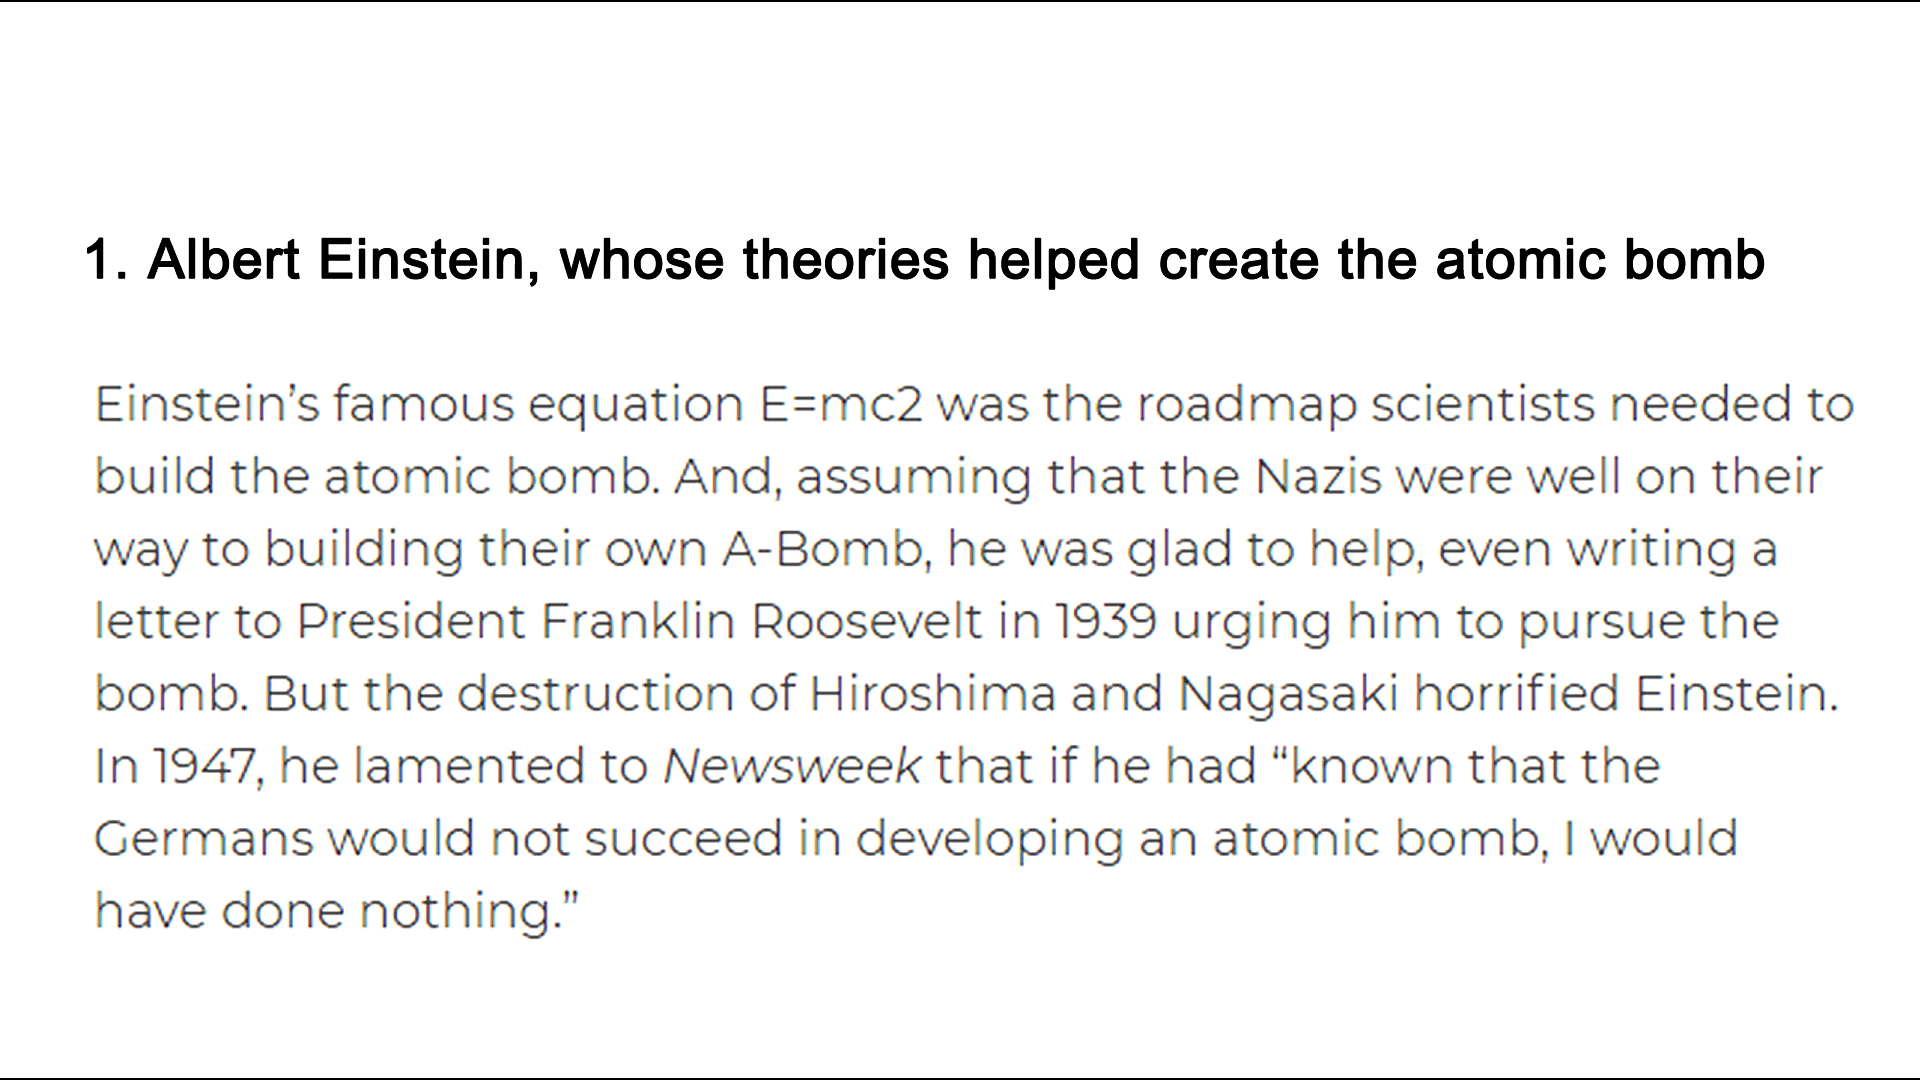 1. Albert Einstein, whose theories helped create the atomic bomb
Einstein’s famous equation E=mc2 was the roadmap scientists needed to
build the atomic bomb. And, assuming that the Nazis were well on their
way to building their own A-Bomb, he was glad to help, even writing a
letter to President Franklin Roosevelt in 1939 urging him to pursue the
bomb. But the destruction of Hiroshima and Nagasaki horrified Einstein.
In 1947, he lamented to Newsweek that if he had “known that the
Germans would not succeed in developing an atomic bomb, I would
have done nothing.”